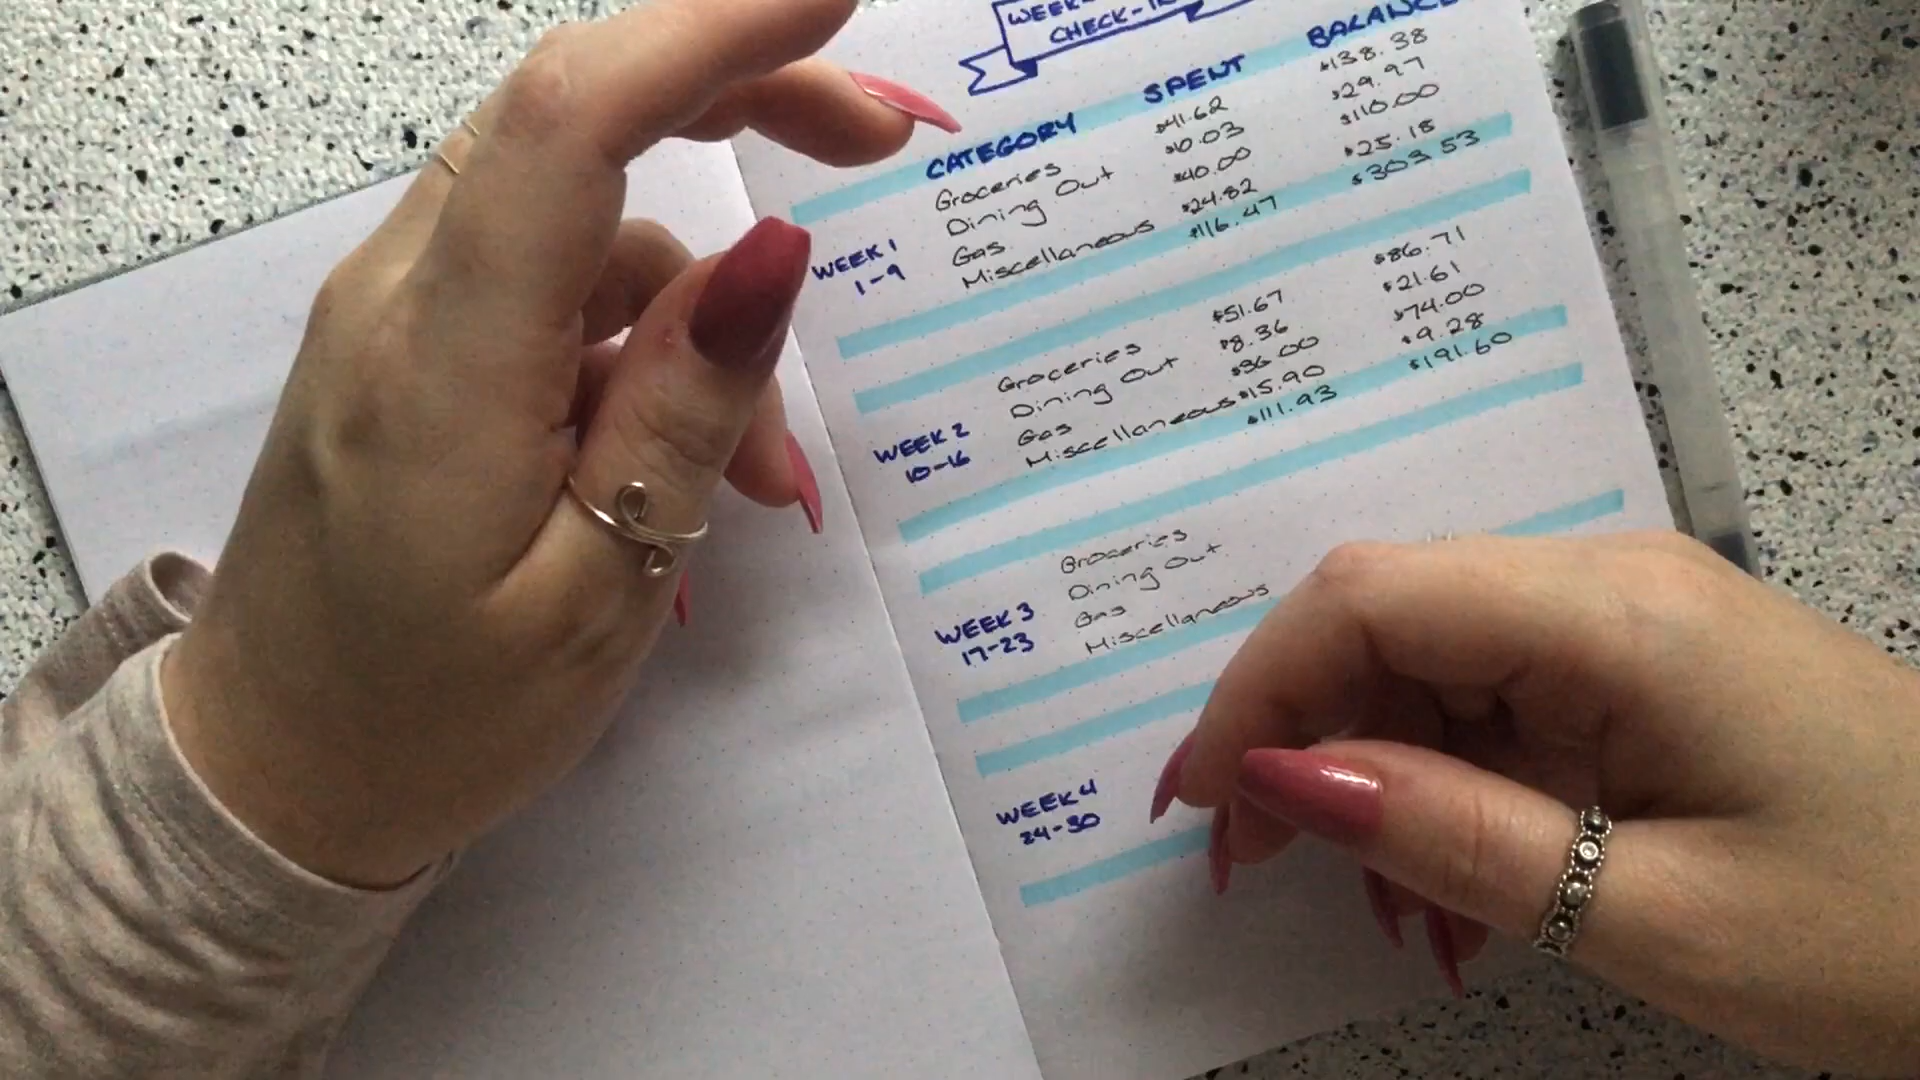 CHECK-IN
CATEGORY SPENT BALANCE
Groceries $41.62 $138.38
Dining Out $10.03 $29.97
Gas $40.00 $110.00
Miscellaneous $24.82 $25.18
$116.47 $303.53
WEEK 1
1-9
Groceries $51.67 $86.71
Dining Out $8.36 $21.61
Gas $36.00 $74.00
Miscellaneous $15.90 $9.28
$111.93 $191.60
WEEK 2
10-16
Groceries
Dining Out
Gas
Miscellaneous
WEEK 3
17-23
WEEK 4
24-30